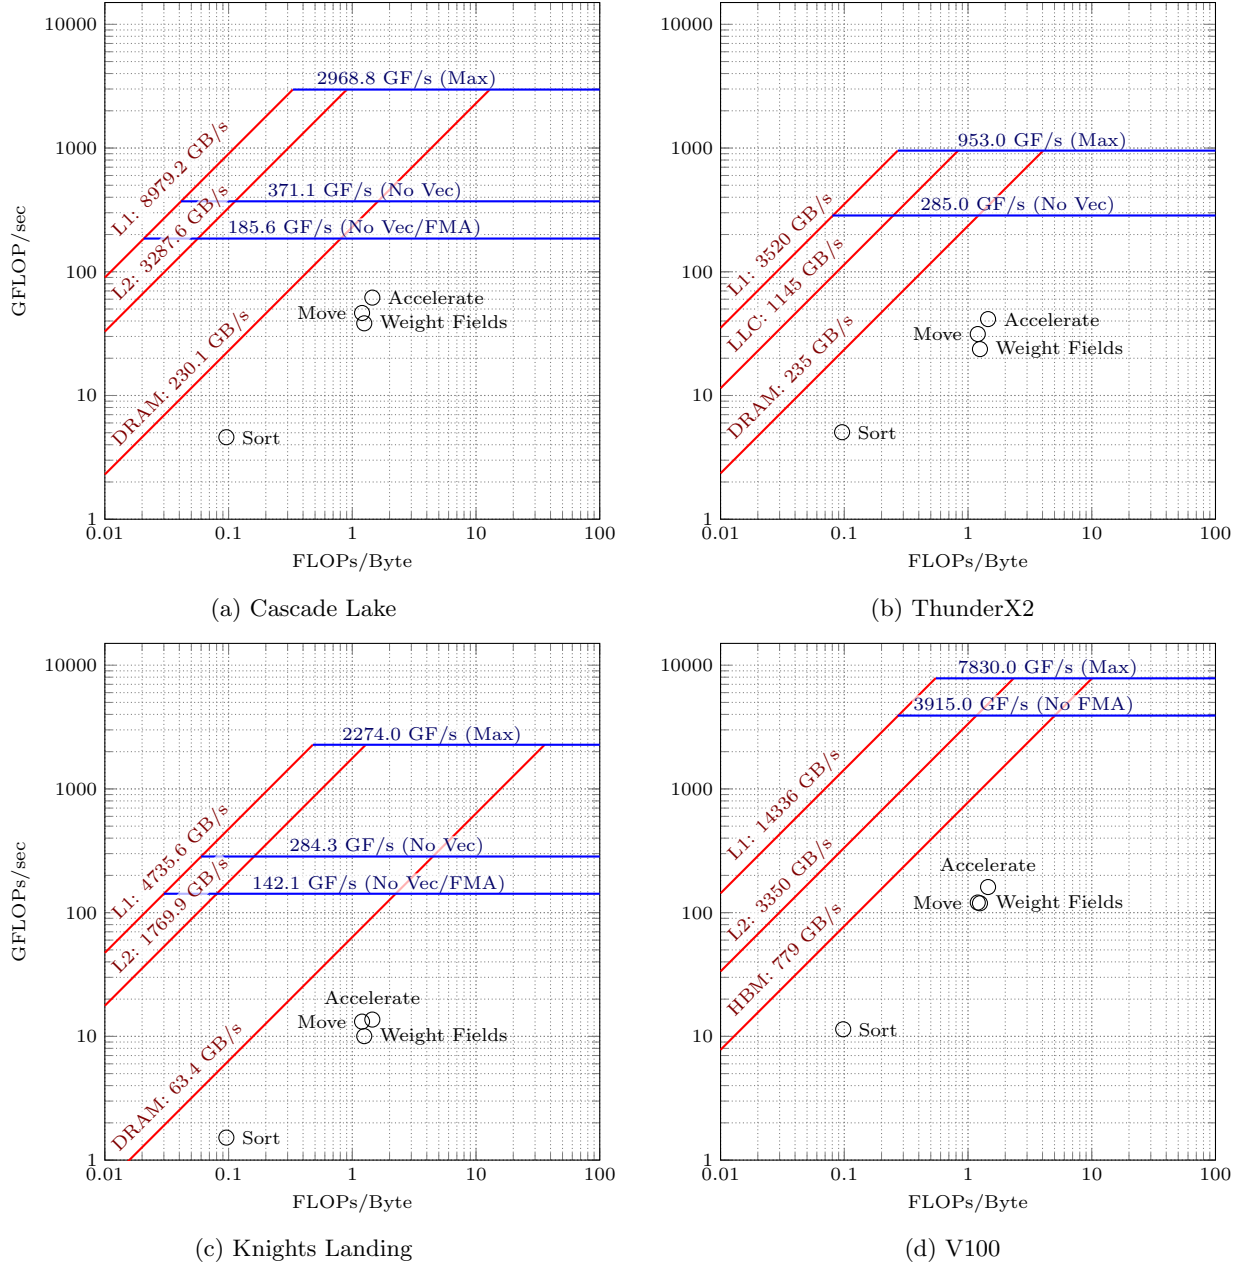 10000
1000
100
10
1
GFLOP/sec
2968.8 GF/s (Max)
371.1 GF/s (No Vec)
185.6 GF/s (No Vec/FMA)
L1: 8979.2 GB/s
L2: 3287.6 GB/s
DRAM: 230.1 GB/s
Accelerate
Move
Weight Fields
Sort
0.01
0.1
1
10
100
FLOPs/Byte
(a) Cascade Lake
10000
1000
100
10
1
953.0 GF/s (Max)
285.0 GF/s (No Vec)
L1: 3520 GB/s
LLC: 1145 GB/s
DRAM: 235 GB/s
Accelerate
Move
Weight Fields
Sort
0.01
0.1
1
10
100
FLOPs/Byte
(b) ThunderX2
10000
1000
100
10
1
GFLOPs/sec
2274.0 GF/s (Max)
284.3 GF/s (No Vec)
142.1 GF/s (No Vec/FMA)
L1: 4735.6 GB/s
L2: 1769.9 GB/s
DRAM: 63.4 GB/s
Accelerate
Move
Weight Fields
Sort
0.01
0.1
1
10
100
FLOPs/Byte
(c) Knights Landing
10000
1000
100
10
1
7830.0 GF/s (Max)
3915.0 GF/s (No FMA)
L1: 14336 GB/s
L2: 3350 GB/s
HBM: 779 GB/s
Accelerate
Move
Weight Fields
Sort
0.01
0.1
1
10
100
FLOPs/Byte
(d) V100